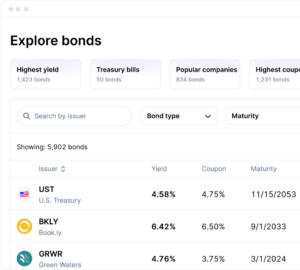 Explore bonds
Highest yield
1,423 bonds
Treasury bills
50 bonds
Popular companies
834 bonds
Highest coupo
1,231 bonds
Search by issuer
Bond type
Maturity
Showing: 5,902 bonds
Issuer Yield Coupon Maturity
UST
U.S. Treasury
4.58% 4.75% 11/15/2053
BKLY
Book.ly
6.42% 6.50% 9/1/2033
GRWR
Green Waters
4.76% 3.75% 3/1/2024